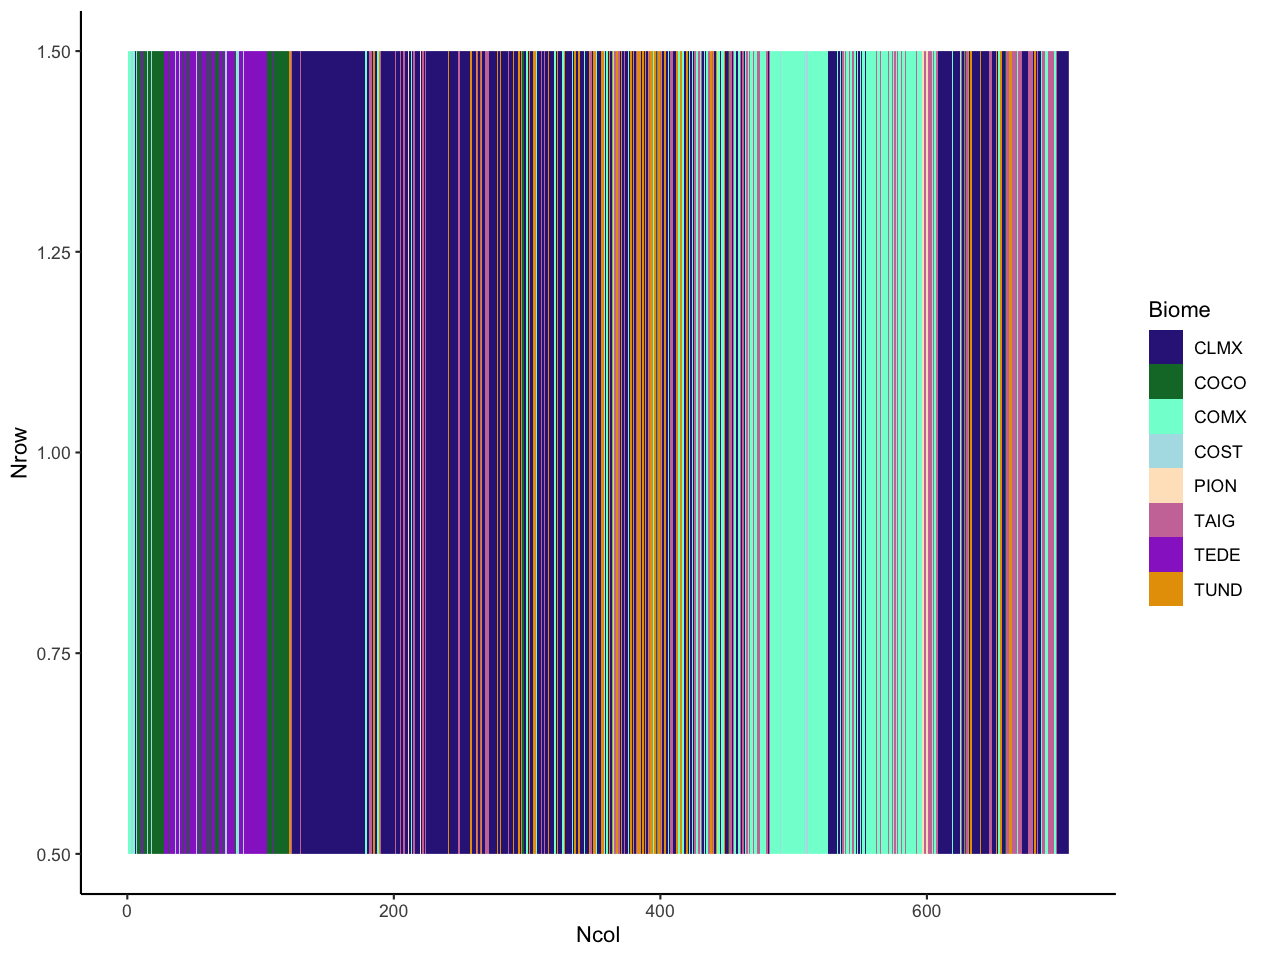 1.50
1.25
1.00
0.75
0.50
Nrow
0
200
400
600
Ncol
Biome
CLMX
COCO
COMX
COST
PION
TAIG
TEDE
TUND